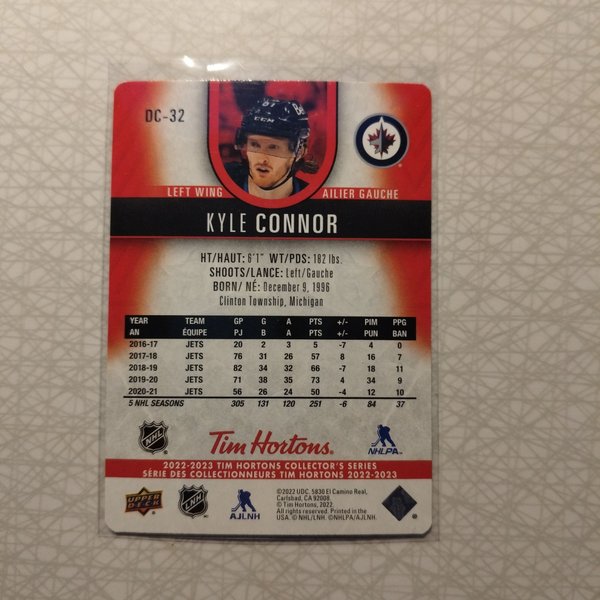 DC-32
CCM
LEFT WING
AILIER GAUCHE
KYLE CONNOR
HT/HAUT: 6'1" WT/PDS: 182 lbs.
SHOOTS/LANCE: Left/Gauche
BORN/ NÉ: December 9, 1996
Clinton Township, Michigan
YEAR TEAM GP G A PTS +/- PIM PPG
AN ÉQUIPE PJ B A PTS +/- PUN BAN
2016-17 JETS 20 2 3 5 -7 4 0
2017-18 JETS 76 31 26 57 8 16 7
2018-19 JETS 82 34 32 66 -7 18 11
2019-20 JETS 71 38 35 73 4 34 9
2020-21 JETS 56 26 24 50 -4 12 10
5 NHL SEASONS 305 131 120 251 -6 84 37
NHL
Tim Hortons®
NHLPA
2022-2023 TIM HORTONS COLLECTOR'S SERIES
SÉRIE DES COLLECTIONNEURS TIM HORTONS 2022-2023
UPPER DECK
LNH
AJLNH
©2022 UDC, 5830 El Camino Real,
Carlsbad, CA 92008.
© Tim Hortons, 2022.
All rights reserved. Printed in the
USA. © NHL/LNH. ©NHLPA/AJLNH.